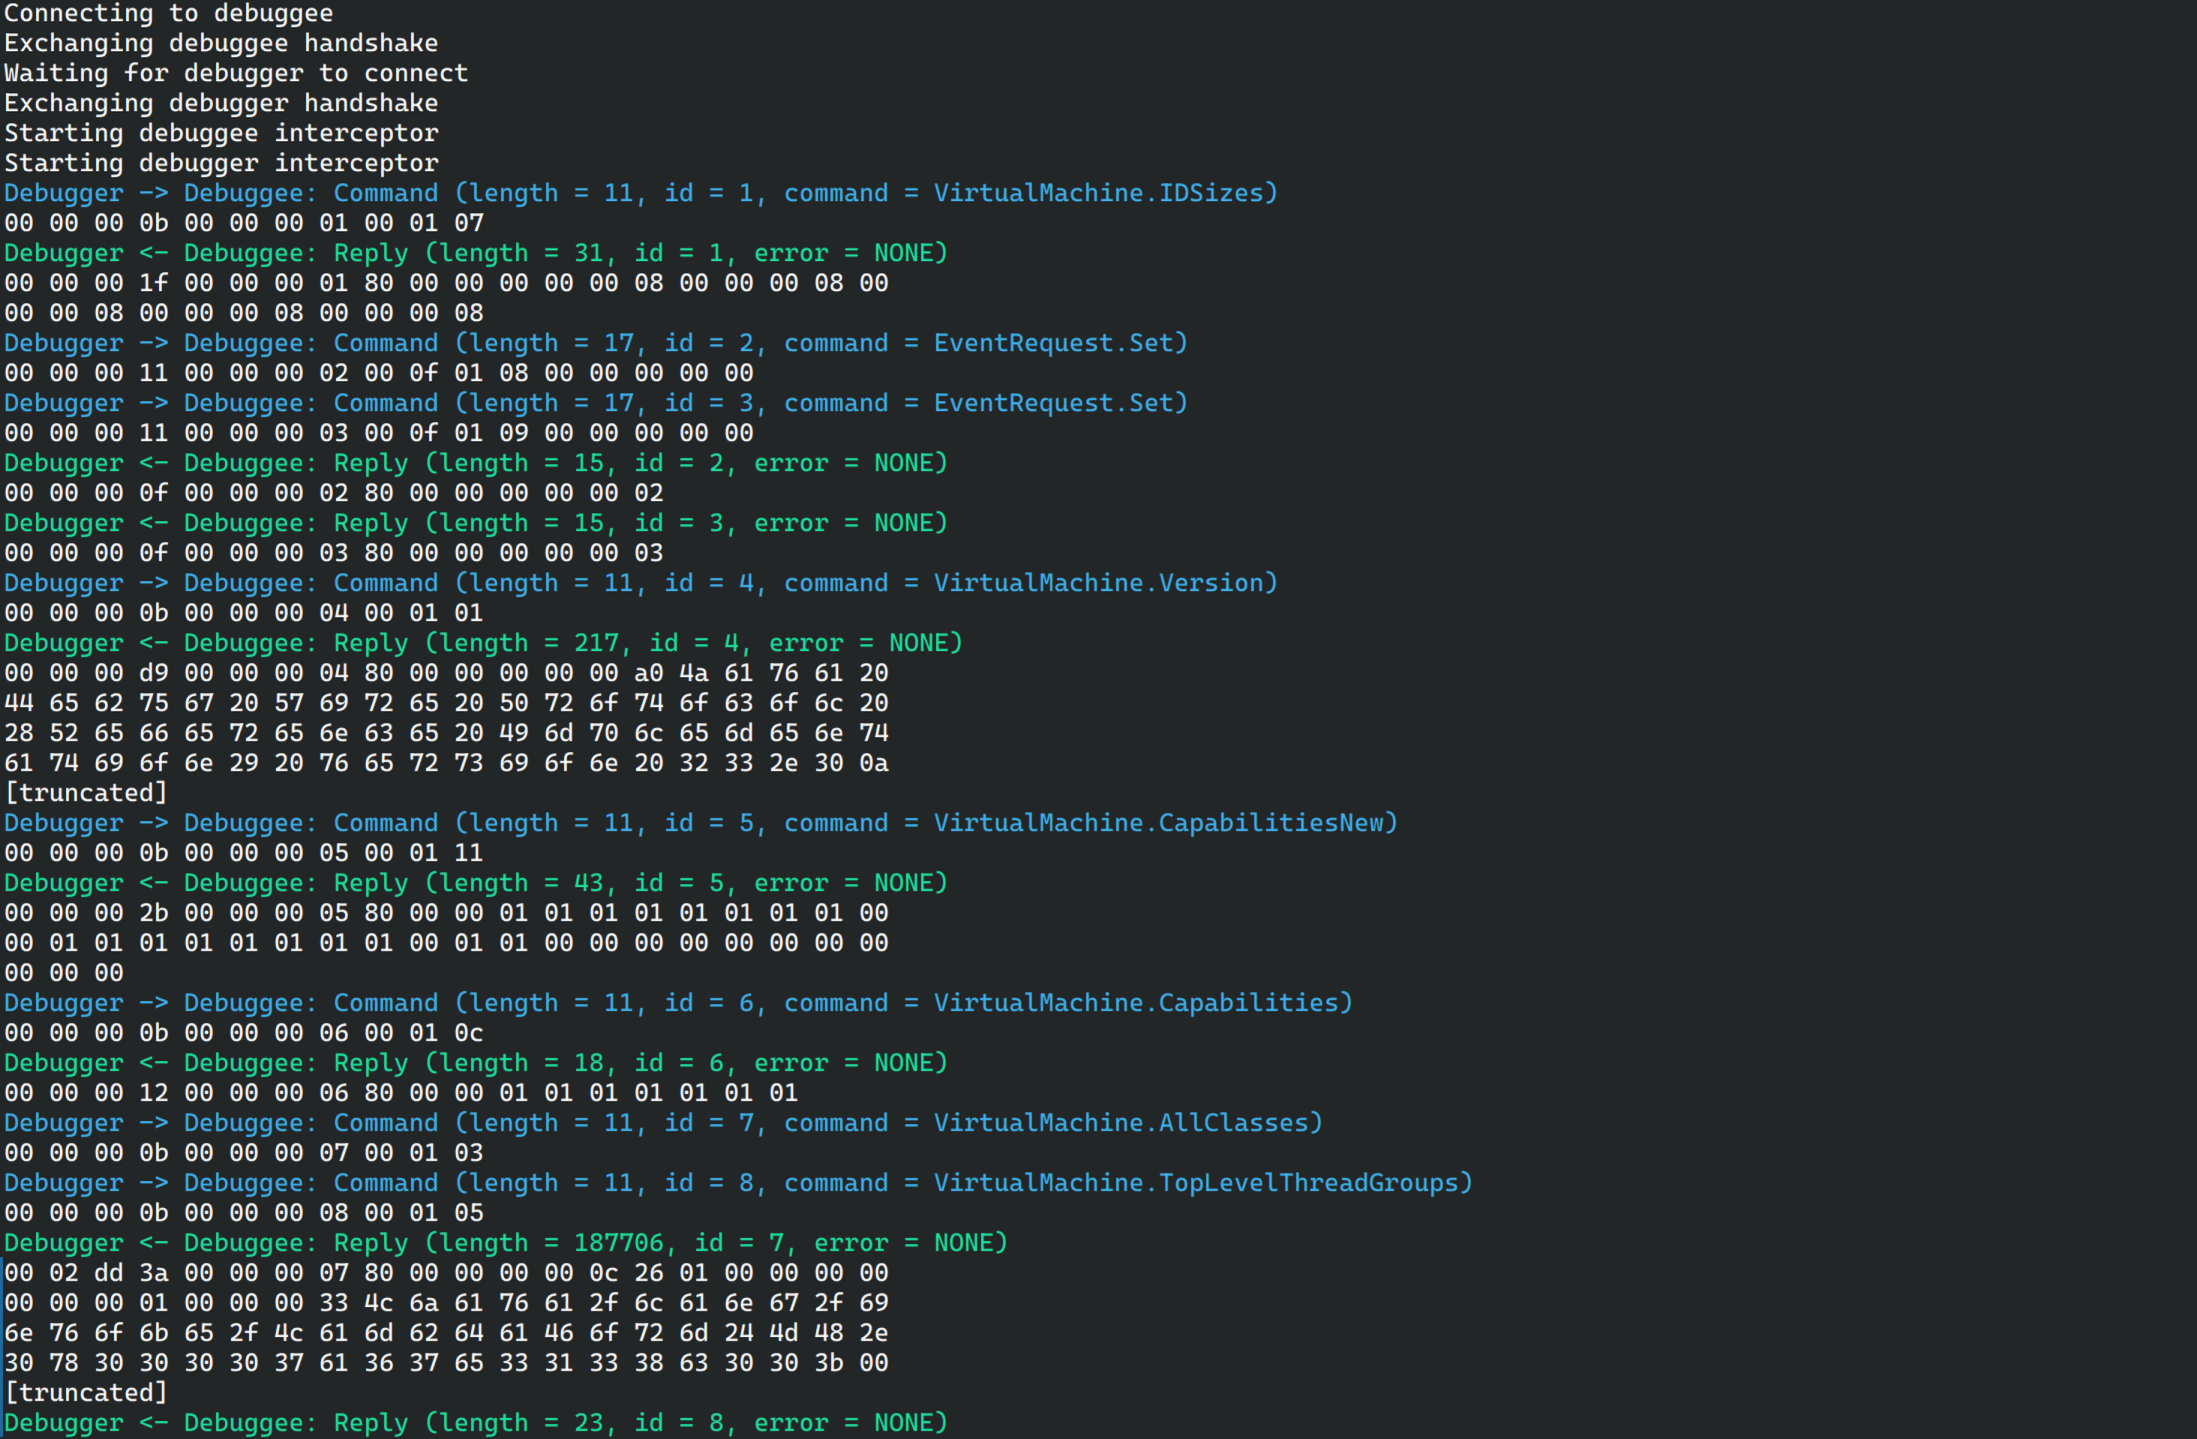 Connecting to debuggee
Exchanging debuggee handshake
Waiting for debugger to connect
Exchanging debugger handshake
Starting debuggee interceptor
Starting debugger interceptor
Debugger -> Debuggee: Command (length = 11, id = 1, command = VirtualMachine.IDSizes)
00 00 00 0b 00 00 00 01 00 01 07
Debugger <- Debuggee: Reply (length = 31, id = 1, error = NONE)
00 00 00 1f 00 00 00 01 80 00 00 00 00 00 08 00 00 00 08 00
00 00 08 00 00 00 08 00 00 00 08
Debugger -> Debuggee: Command (length = 17, id = 2, command = EventRequest.Set)
00 00 00 11 00 00 00 02 00 0f 01 08 00 00 00 00 00
Debugger -> Debuggee: Command (length = 17, id = 3, command = EventRequest.Set)
00 00 00 11 00 00 00 03 00 0f 01 09 00 00 00 00 00
Debugger <- Debuggee: Reply (length = 15, id = 2, error = NONE)
00 00 00 0f 00 00 00 02 80 00 00 00 00 00 02
Debugger <- Debuggee: Reply (length = 15, id = 3, error = NONE)
00 00 00 0f 00 00 00 03 80 00 00 00 00 00 03
Debugger -> Debuggee: Command (length = 11, id = 4, command = VirtualMachine.Version)
00 00 00 0b 00 00 00 04 00 01 01
Debugger <- Debuggee: Reply (length = 217, id = 4, error = NONE)
00 00 00 d9 00 00 00 04 80 00 00 00 00 00 a0 4a 61 76 61 20
44 65 62 75 67 20 57 69 72 65 20 50 72 6f 74 6f 63 6f 6c 20
28 52 65 66 65 72 65 6e 63 65 20 49 6d 70 6c 65 6d 65 6e 74
61 74 69 6f 6e 29 20 76 65 72 73 69 6f 6e 20 32 33 2e 30 0a
[truncated]
Debugger -> Debuggee: Command (length = 11, id = 5, command = VirtualMachine.CapabilitiesNew)
00 00 00 0b 00 00 00 05 00 01 11
Debugger <- Debuggee: Reply (length = 43, id = 5, error = NONE)
00 00 00 2b 00 00 00 05 80 00 00 01 01 01 01 01 01 01 01 00
00 01 01 01 01 01 01 01 01 00 01 01 00 00 00 00 00 00 00 00
00 00 00
Debugger -> Debuggee: Command (length = 11, id = 6, command = VirtualMachine.Capabilities)
00 00 00 0b 00 00 00 06 00 01 0c
Debugger <- Debuggee: Reply (length = 18, id = 6, error = NONE)
00 00 00 12 00 00 00 06 80 00 00 01 01 01 01 01 01 01
Debugger -> Debuggee: Command (length = 11, id = 7, command = VirtualMachine.AllClasses)
00 00 00 0b 00 00 00 07 00 01 03
Debugger -> Debuggee: Command (length = 11, id = 8, command = VirtualMachine.TopLevelThreadGroups)
00 00 00 0b 00 00 00 08 00 01 05
Debugger <- Debuggee: Reply (length = 187706, id = 7, error = NONE)
00 02 dd 3a 00 00 00 07 80 00 00 00 00 0c 26 01 00 00 00 00
00 00 00 01 00 00 00 33 4c 6a 61 76 61 2f 6c 61 6e 67 2f 69
6e 76 6f 6b 65 2f 4c 61 6d 62 64 61 46 6f 72 6d 24 4d 48 2e
30 78 30 30 30 30 37 61 36 37 65 33 31 33 38 63 30 30 3b 00
[truncated]
Debugger <- Debuggee: Reply (length = 23, id = 8, error = NONE)